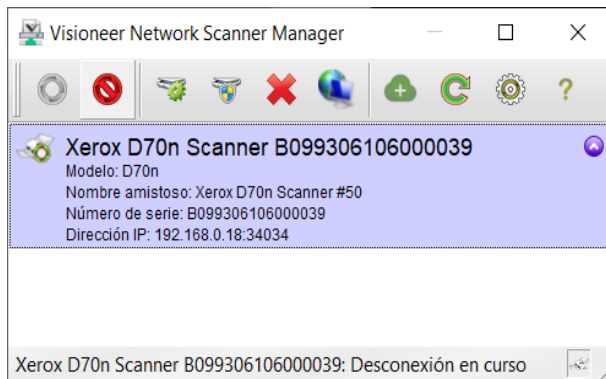 Visioneer Network Scanner Manager
?
Xerox D70n Scanner B099306106000039
Modelo: D70n
Nombre amistoso: Xerox D70n Scanner #50
Número de serie: B099306106000039
Dirección IP: 192.168.0.18:34034
Xerox D70n Scanner B099306106000039: Desconexión en curso